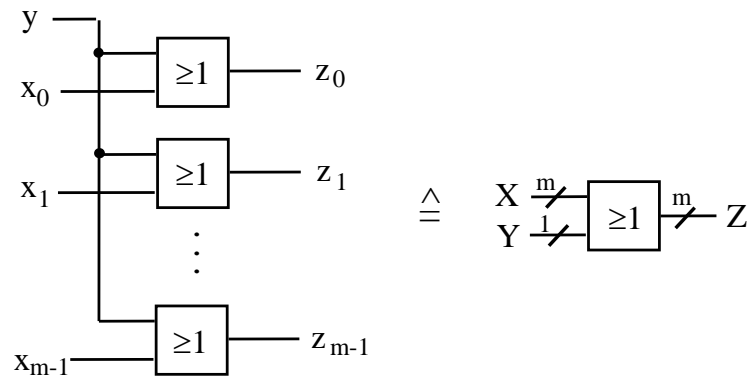 y
≥1
z₀
x₀
≥1
z₁
x₁
≙
X
m
≥1
m
Z
Y
1
⋮
≥1
zₘ₋₁
xₘ₋₁